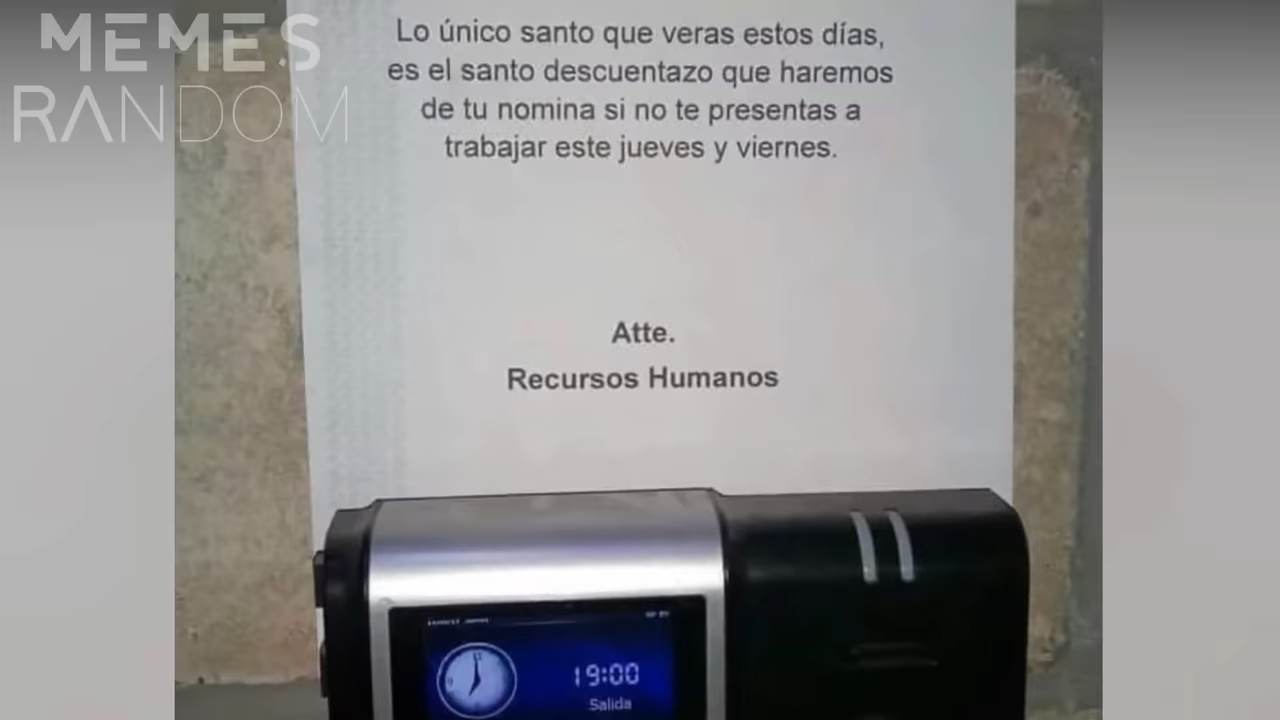 MEMES
RANDOM
Lo único santo que veras estos días,
es el santo descuentazo que haremos
de tu nomina si no te presentas a
trabajar este jueves y viernes.
Atte.
Recursos Humanos
19:00
Salida